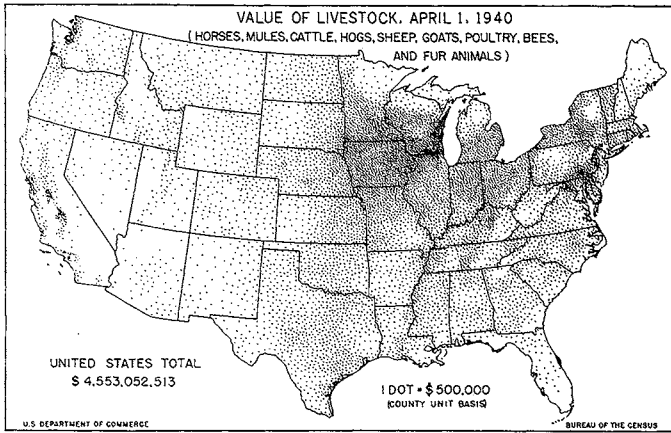 VALUE OF LIVESTOCK, APRIL 1, 1940
(HORSES, MULES, CATTLE, HOGS, SHEEP, GOATS, POULTRY, BEES,
AND FUR ANIMALS)
UNITED STATES TOTAL
$ 4,553,052,513
1 DOT = $500,000
(COUNTY UNIT BASIS)
U.S. DEPARTMENT OF COMMERCE
BUREAU OF THE CENSUS